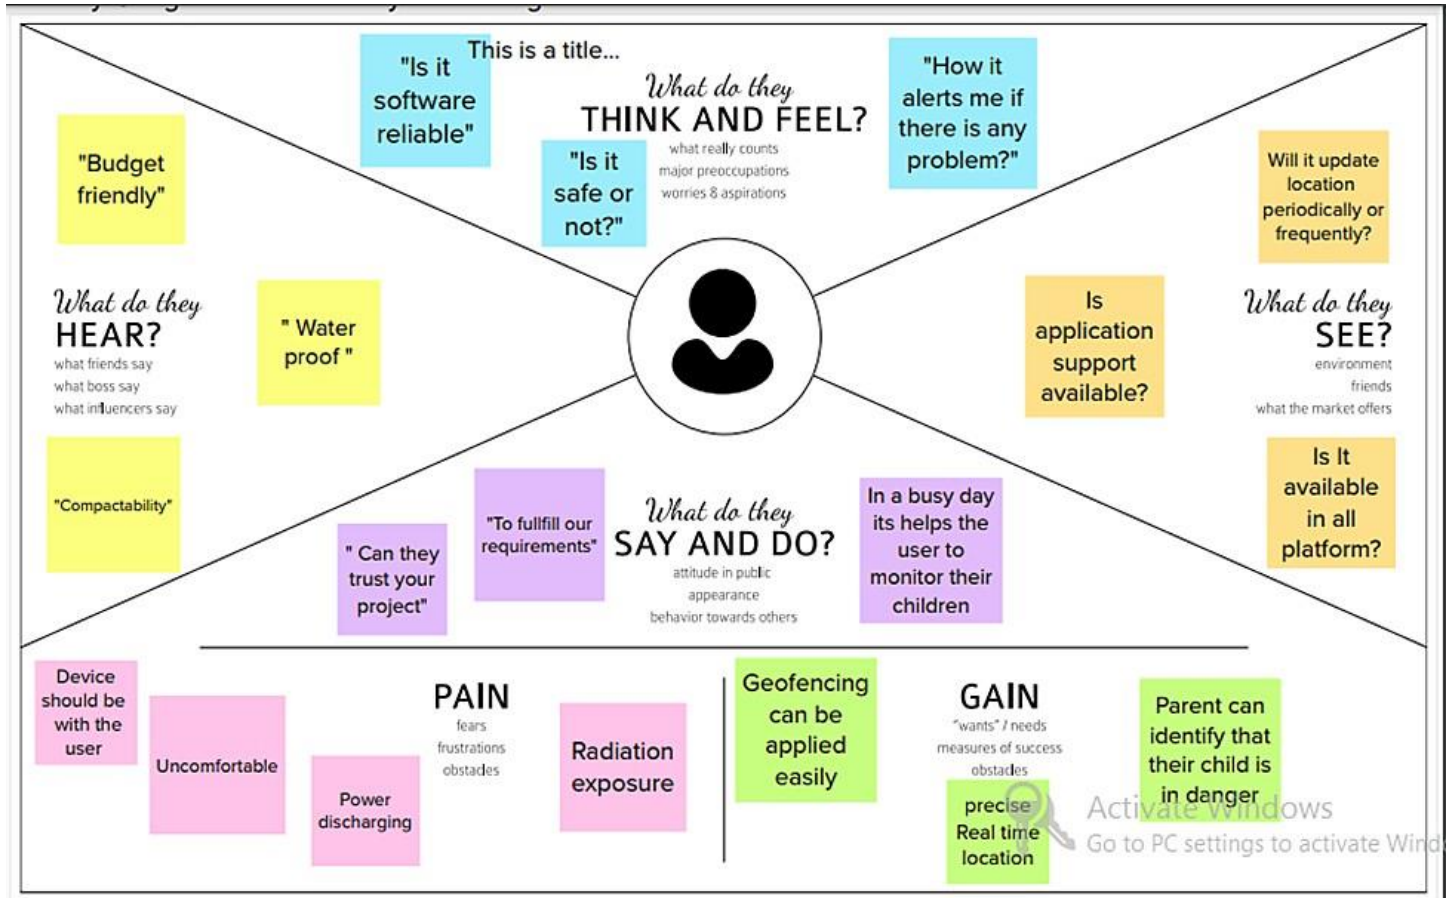 This is a title...
"Is it
software
reliable"
What do they
THINK AND FEEL?
what really counts
major preoccupations
worries & aspirations
"Is it
safe or
not?"
"How it
alerts me if
there is any
problem?"
"Budget
friendly"
What do they
HEAR?
what friends say
what boss say
what influencers say
" Water
proof "
"Compactability"
Will it update
location
periodically or
frequently?
Is
application
support
available?
What do they
SEE?
environment
friends
what the market offers
Is It
available
in all
platform?
" Can they
trust your
project"
"To fullfill our
requirements"
What do they
SAY AND DO?
attitude in public
appearance
behavior towards others
In a busy day
its helps the
user to
monitor their
children
Device
should be
with the
user
Uncomfortable
Power
discharging
PAIN
fears
frustrations
obstacles
Radiation
exposure
Geofencing
can be
applied
easily
GAIN
"wants" / needs
measures of success
obstacles
precise
Real time
location
Parent can
identify that
their child is
in danger
Activate Windows
Go to PC settings to activate Wind